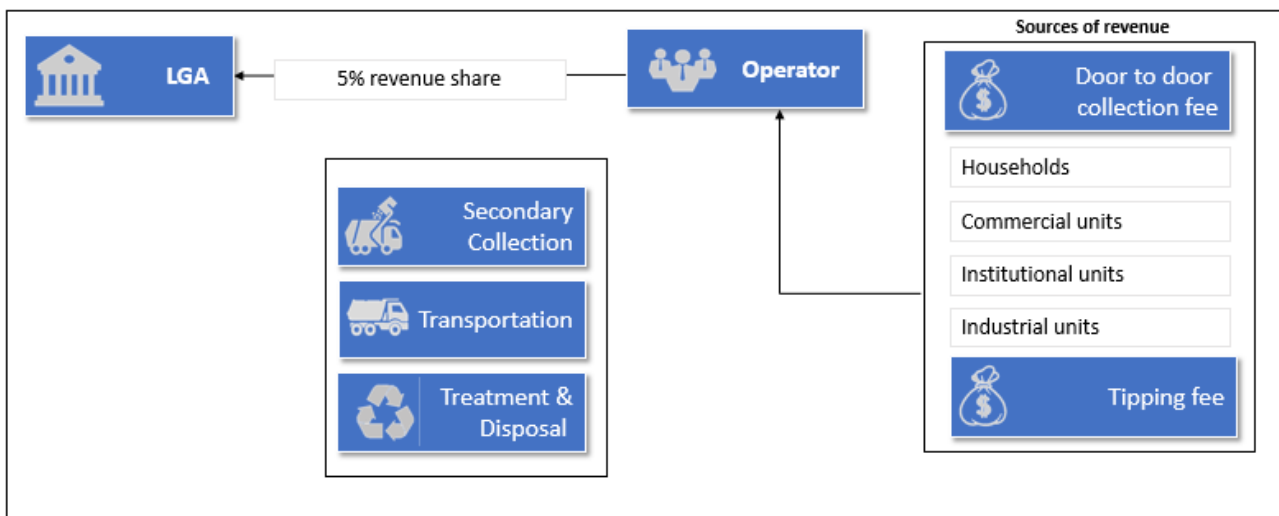 Sources of revenue
LGA
5% revenue share
Operator
Door to door
collection fee
Households
Commercial units
Institutional units
Industrial units
Tipping fee
Secondary
Collection
Transportation
Treatment &
Disposal